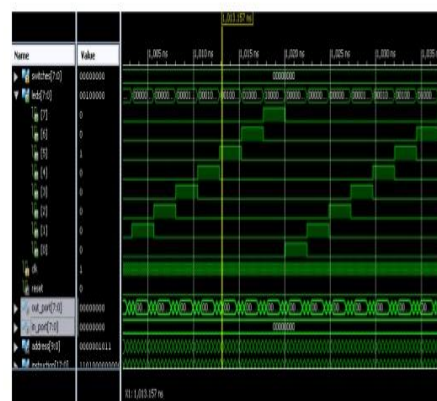 1,013.157 ns
Name Value
1,005 ns 1,010 ns 1,015 ns 1,020 ns 1,025 ns 1,030 ns
switches[7:0] 00000000 00000000
leds[7:0] 00100000
[7] 0
[6] 0
[5] 1
[4] 0
[3] 0
[2] 0
[1] 0
[0] 0
clk 1
reset 0
out_port[7:0] 00000000
in_port[7:0] 00000000 00000000
address[9:0] 0000001011
instruction[17:0]
X1: 1,013.157 ns